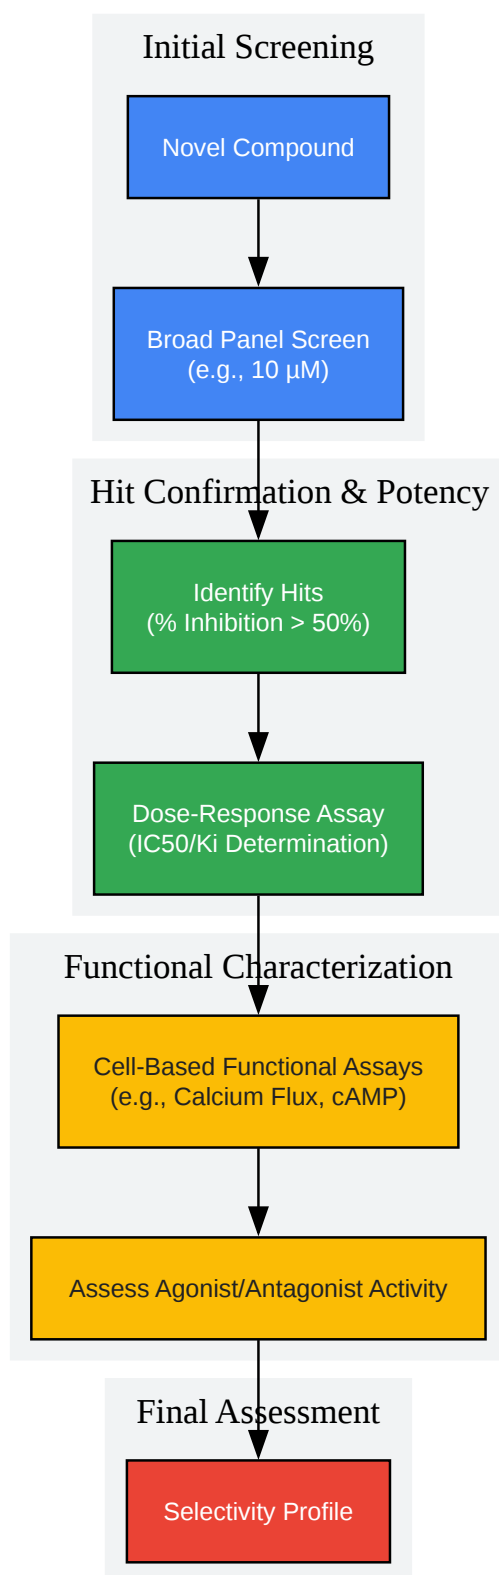 Initial Screening
Novel Compound
Broad Panel Screen
(e.g., 10 µM)
Hit Confirmation & Potency
Identify Hits
(% Inhibition > 50%)
Dose-Response Assay
(IC50/Ki Determination)
Functional Characterization
Cell-Based Functional Assays
(e.g., Calcium Flux, cAMP)
Assess Agonist/Antagonist Activity
Final Assessment
Selectivity Profile